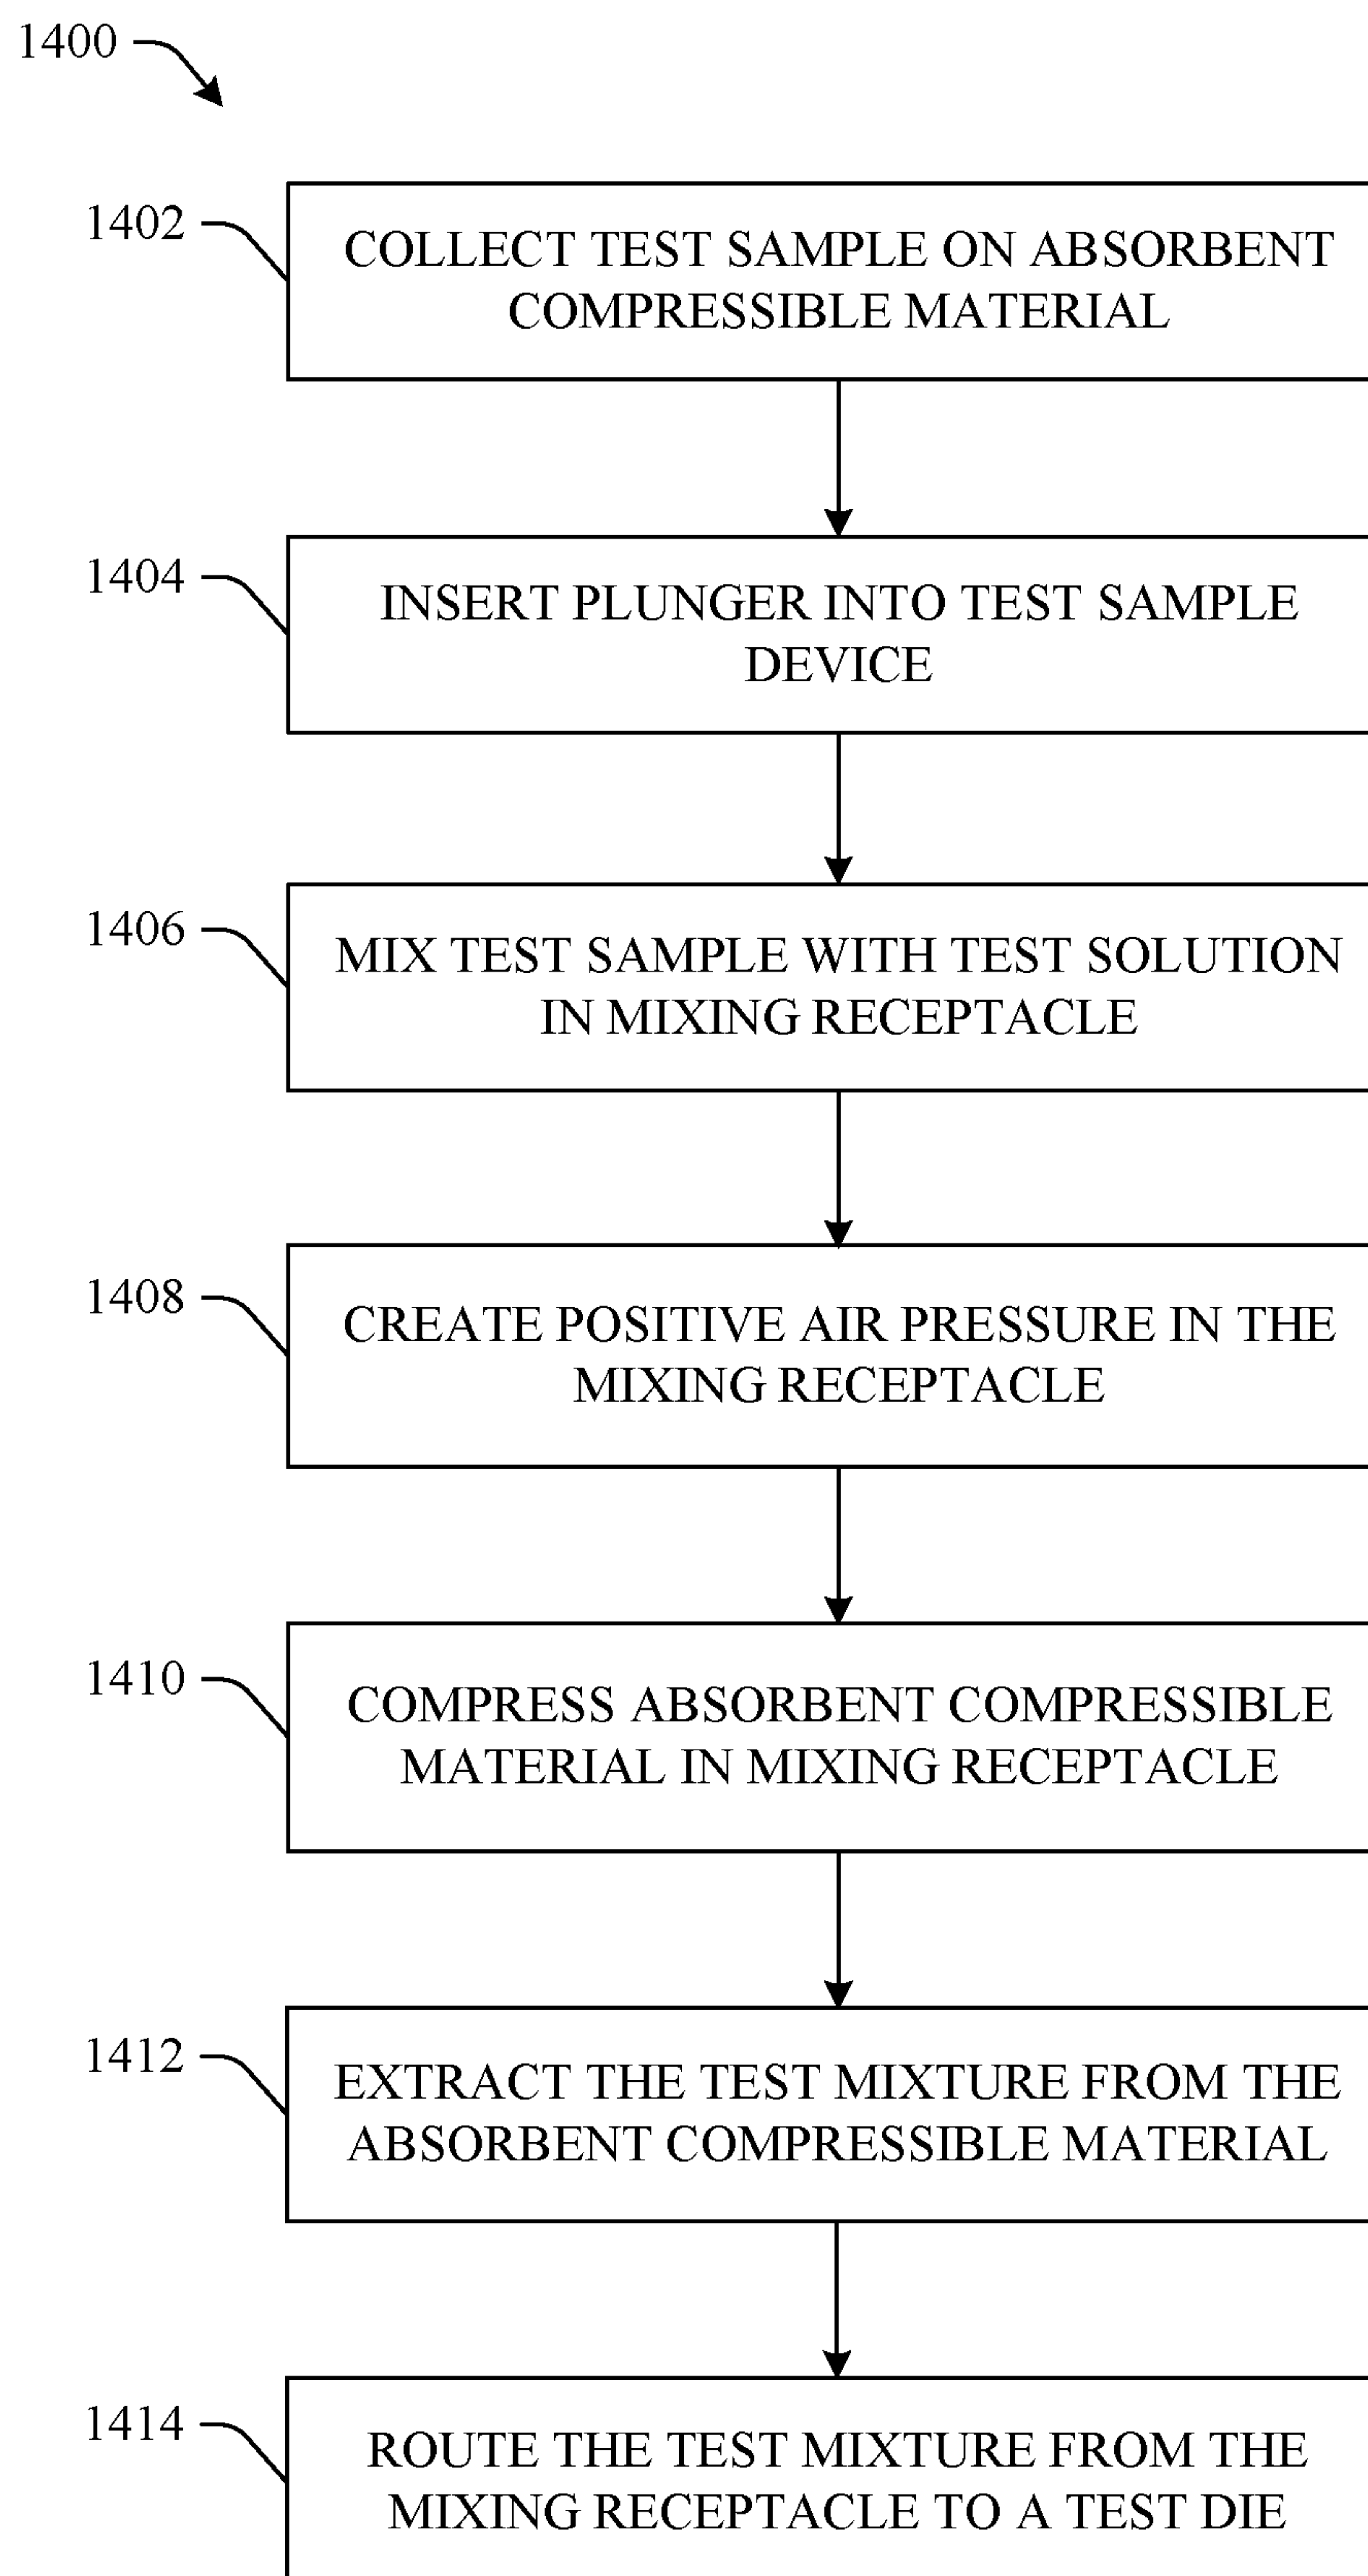 1400
1402
COLLECT TEST SAMPLE ON ABSORBENT
COMPRESSIBLE MATERIAL
1404
INSERT PLUNGER INTO TEST SAMPLE
DEVICE
1406
MIX TEST SAMPLE WITH TEST SOLUTION
IN MIXING RECEPTACLE
1408
CREATE POSITIVE AIR PRESSURE IN THE
MIXING RECEPTACLE
1410
COMPRESS ABSORBENT COMPRESSIBLE
MATERIAL IN MIXING RECEPTACLE
1412
EXTRACT THE TEST MIXTURE FROM THE
ABSORBENT COMPRESSIBLE MATERIAL
1414
ROUTE THE TEST MIXTURE FROM THE
MIXING RECEPTACLE TO A TEST DIE